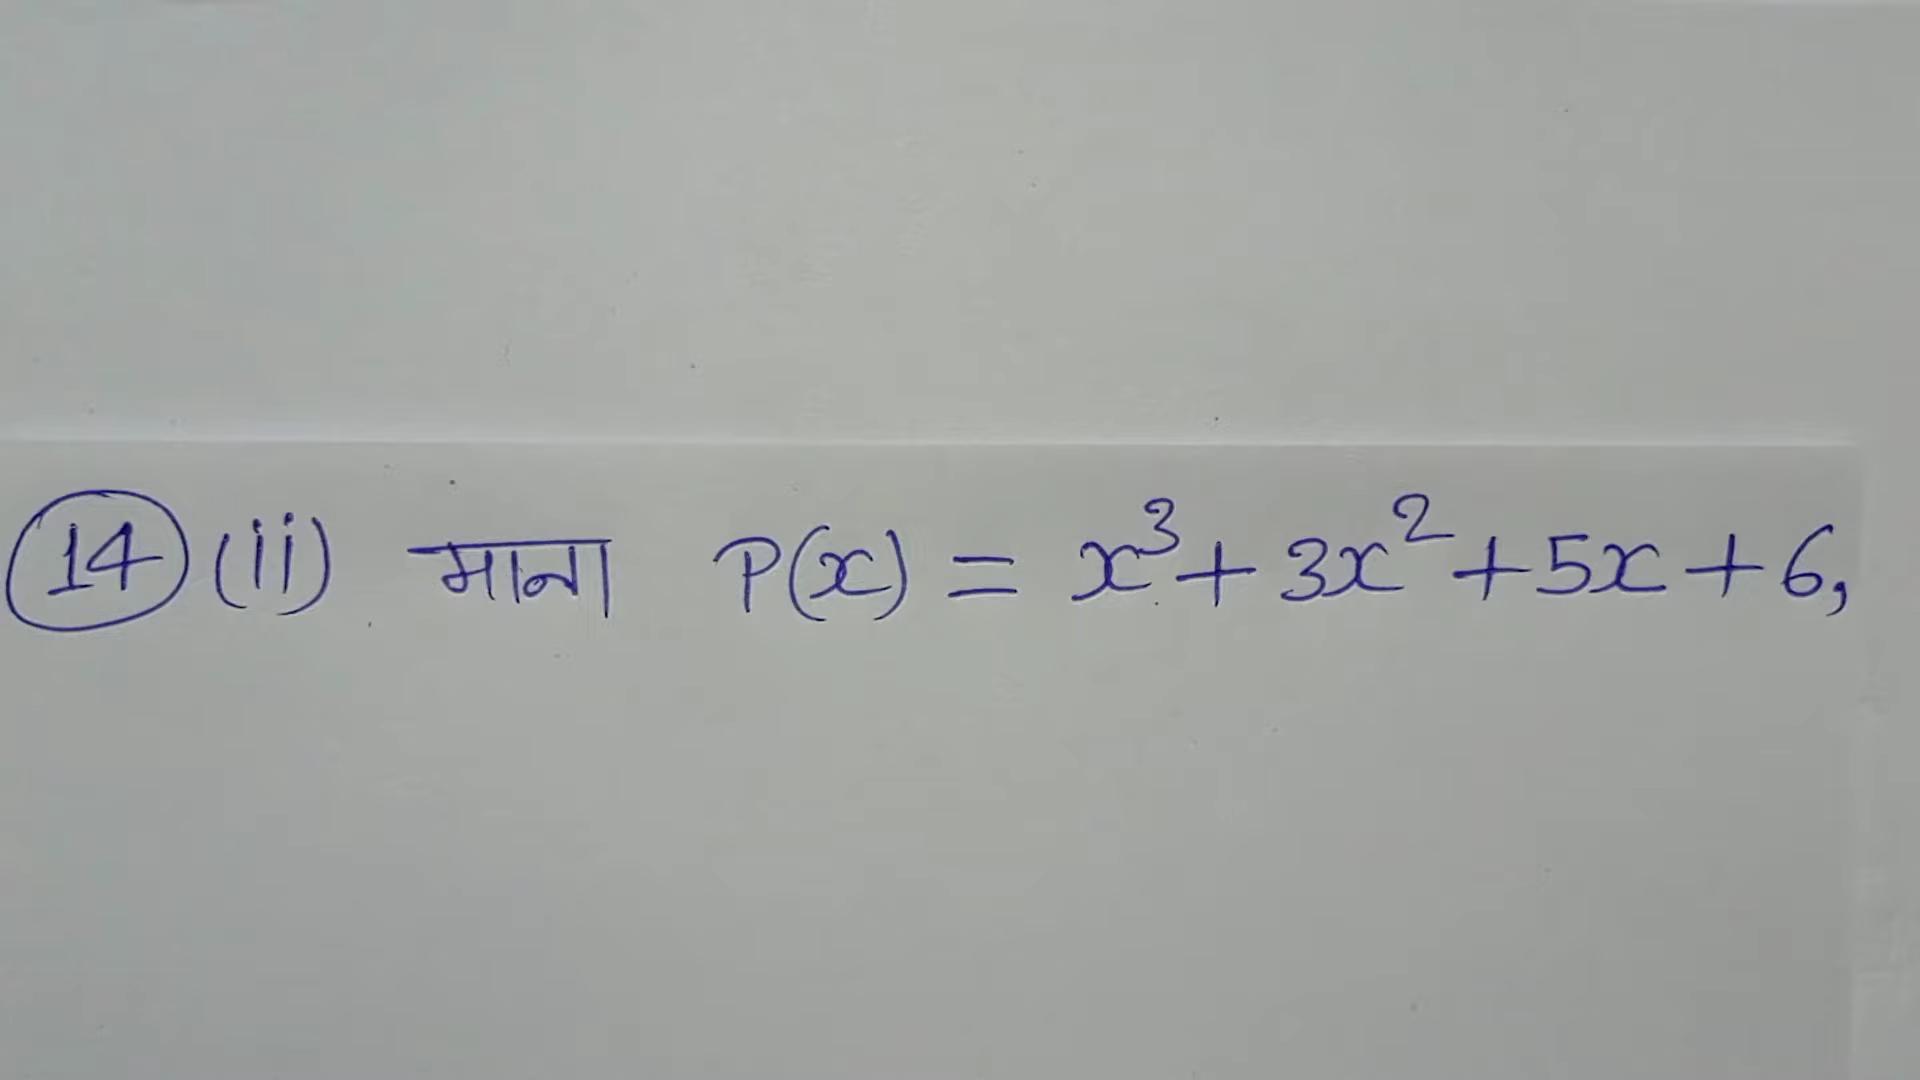 14 (ii) माना P(x) = x³ + 3x² + 5x + 6,